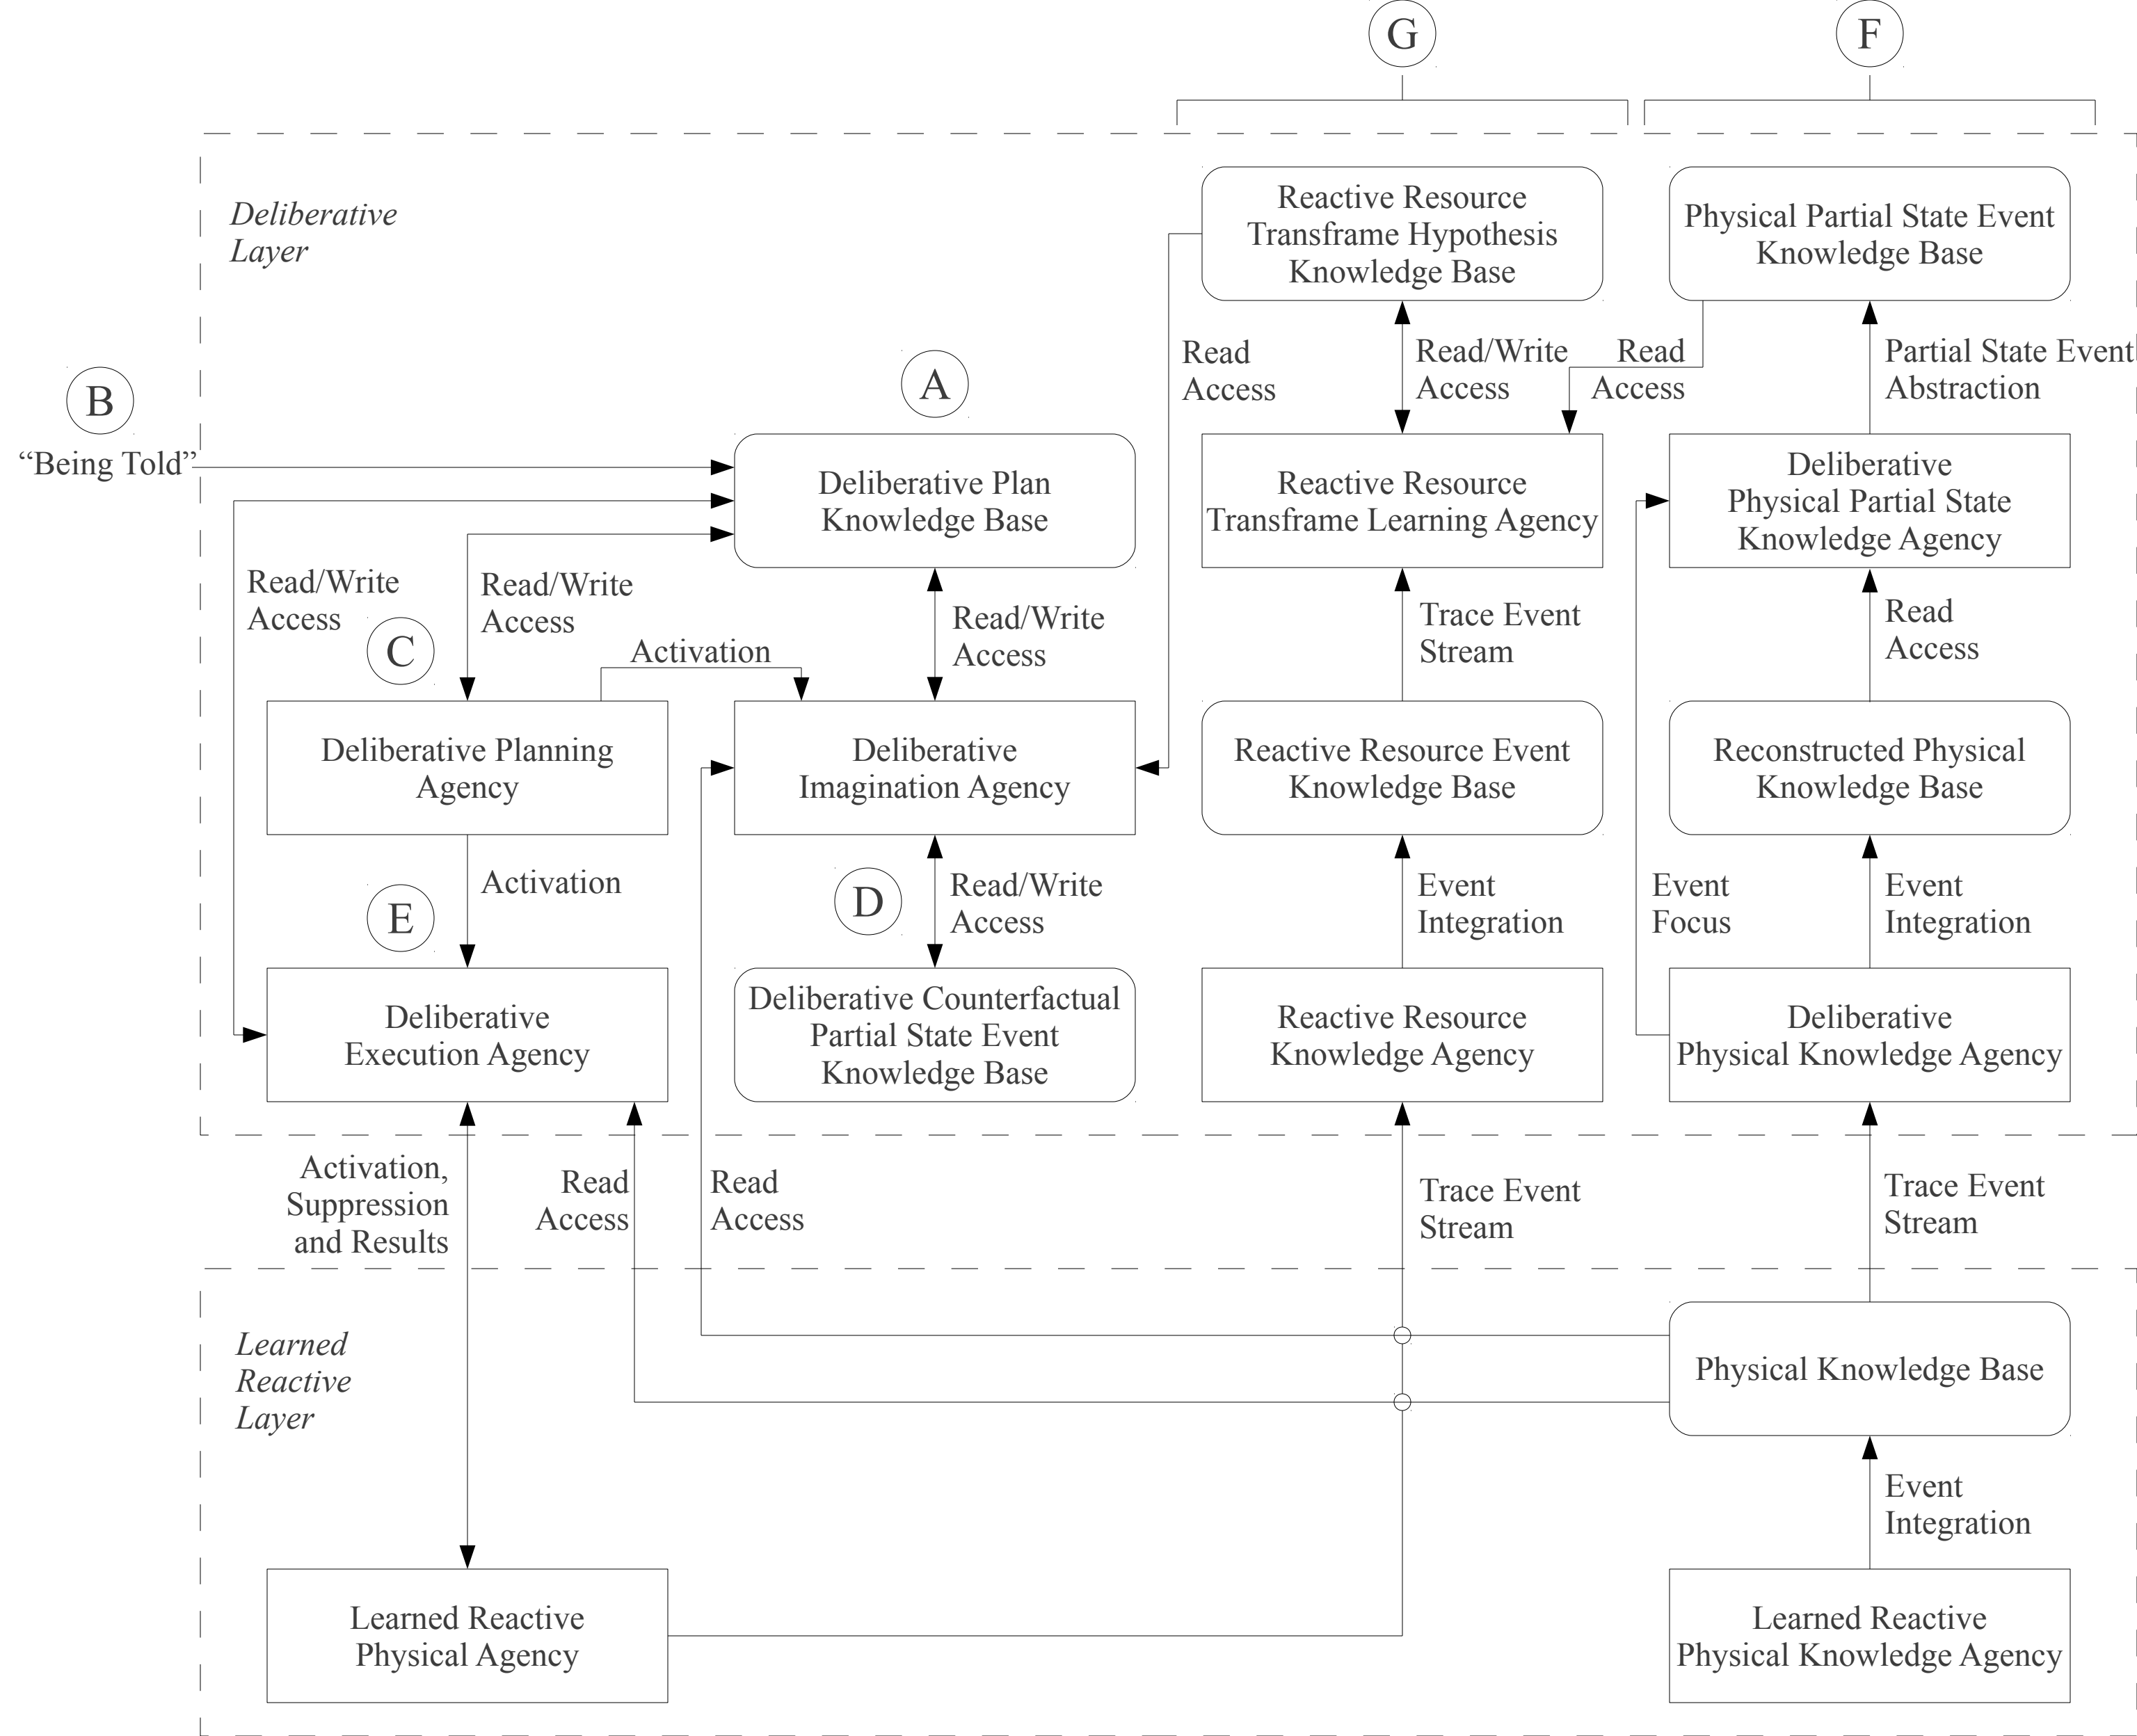 G
F
Deliberative
Layer
Reactive Resource
Transframe Hypothesis
Knowledge Base
Physical Partial State Event
Knowledge Base
Read
Access
Read/Write
Access
Read
Access
Partial State Event
Abstraction
B
“Being Told”
A
Deliberative Plan
Knowledge Base
Reactive Resource
Transframe Learning Agency
Deliberative
Physical Partial State
Knowledge Agency
Read/Write
Access
C
Read/Write
Access
Activation
Read/Write
Access
Trace Event
Stream
Read
Access
Deliberative Planning
Agency
Deliberative
Imagination Agency
Reactive Resource Event
Knowledge Base
Reconstructed Physical
Knowledge Base
E
Activation
D
Read/Write
Access
Event
Integration
Event
Focus
Event
Integration
Deliberative
Execution Agency
Deliberative Counterfactual
Partial State Event
Knowledge Base
Reactive Resource
Knowledge Agency
Deliberative
Physical Knowledge Agency
Activation,
Suppression
and Results
Read
Access
Read
Access
Trace Event
Stream
Trace Event
Stream
Learned
Reactive
Layer
Physical Knowledge Base
Event
Integration
Learned Reactive
Physical Agency
Learned Reactive
Physical Knowledge Agency